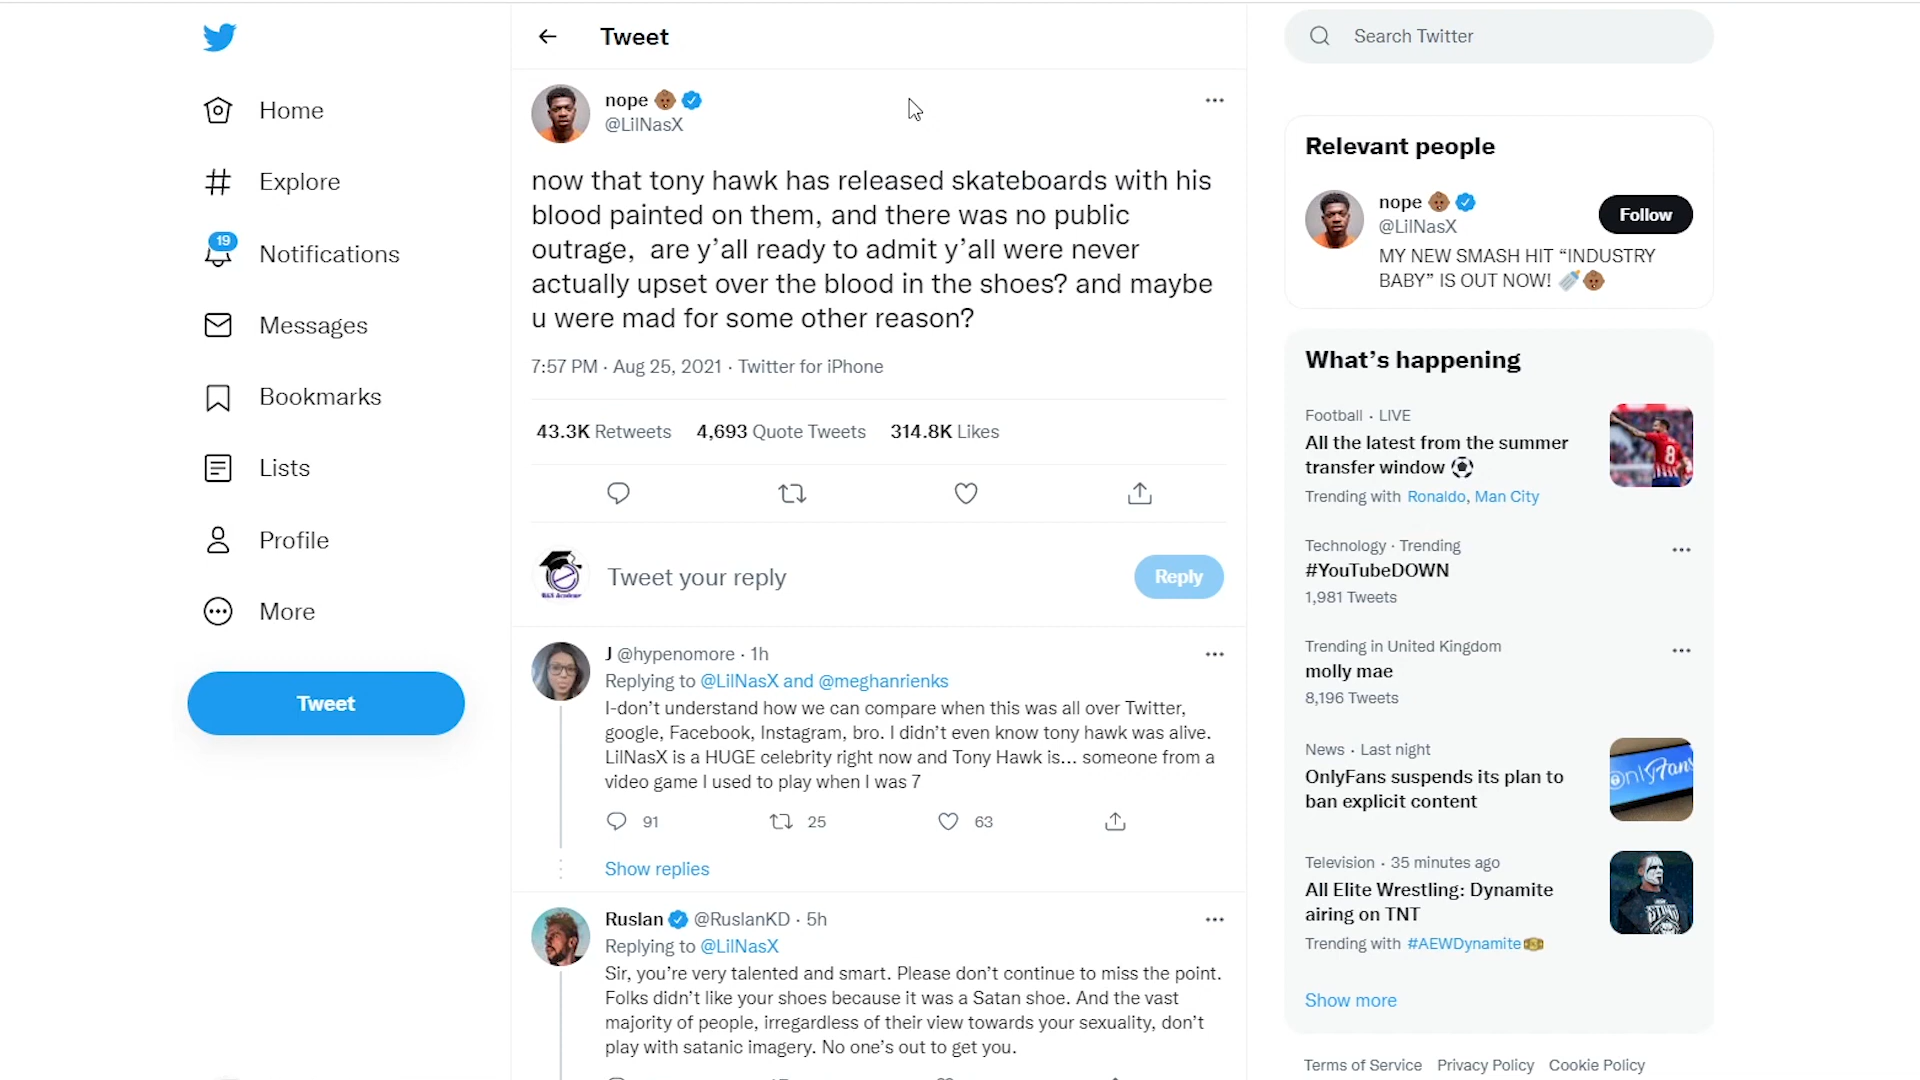 Home
Explore
19
Notifications
Messages
Bookmarks
Lists
Profile
More
Tweet
Tweet
nope
@LilNasX
now that tony hawk has released skateboards with his
blood painted on them, and there was no public
outrage,  are y’all ready to admit y’all were never
actually upset over the blood in the shoes? and maybe
u were mad for some other reason?
7:57 PM · Aug 25, 2021 · Twitter for iPhone
43.3K Retweets 4,693 Quote Tweets 314.8K Likes
Tweet your reply
Reply
J @hypenomore · 1h
Replying to @LilNasX and @meghanrienks
I-don’t understand how we can compare when this was all over Twitter,
google, Facebook, Instagram, bro. I didn’t even know tony hawk was alive.
LilNasX is a HUGE celebrity right now and Tony Hawk is... someone from a
video game I used to play when I was 7
91 25 63
Show replies
Ruslan @RuslanKD · 5h
Replying to @LilNasX
Sir, you’re very talented and smart. Please don’t continue to miss the point.
Folks didn’t like your shoes because it was a Satan shoe. And the vast
majority of people, irregardless of their view towards your sexuality, don’t
play with satanic imagery. No one’s out to get you.
Search Twitter
Relevant people
nope
@LilNasX
Follow
MY NEW SMASH HIT “INDUSTRY
BABY” IS OUT NOW!
What’s happening
Football · LIVE
All the latest from the summer
transfer window
Trending with Ronaldo, Man City
8
Technology · Trending
#YouTubeDOWN
1,981 Tweets
Trending in United Kingdom
molly mae
8,196 Tweets
News · Last night
OnlyFans suspends its plan to
ban explicit content
OnlyFans
Television · 35 minutes ago
All Elite Wrestling: Dynamite
airing on TNT
Trending with #AEWDynamite
Show more
Terms of Service Privacy Policy Cookie Policy